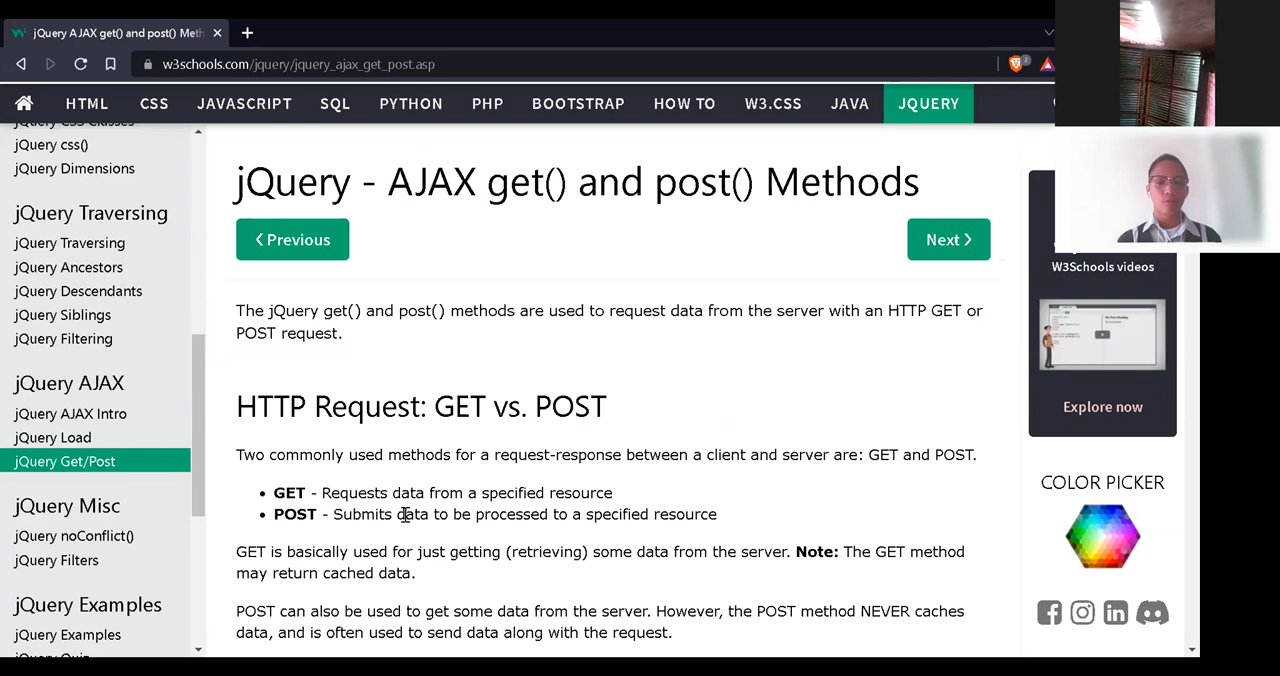 jQuery AJAX get() and post() Meth
w3schools.com/jquery/jquery_ajax_get_post.asp
HTML CSS JAVASCRIPT SQL PYTHON PHP BOOTSTRAP HOW TO W3.CSS JAVA JQUERY
jQuery CSS Classes
jQuery css()
jQuery Dimensions
jQuery Traversing
jQuery Traversing
jQuery Ancestors
jQuery Descendants
jQuery Siblings
jQuery Filtering
jQuery AJAX
jQuery AJAX Intro
jQuery Load
jQuery Get/Post
jQuery Misc
jQuery noConflict()
jQuery Filters
jQuery Examples
jQuery Examples
jQuery Quiz
jQuery - AJAX get() and post() Methods
Previous
Next
The jQuery get() and post() methods are used to request data from the server with an HTTP GET or
POST request.
HTTP Request: GET vs. POST
Two commonly used methods for a request-response between a client and server are: GET and POST.
• GET - Requests data from a specified resource
• POST - Submits data to be processed to a specified resource
GET is basically used for just getting (retrieving) some data from the server. Note: The GET method
may return cached data.
POST can also be used to get some data from the server. However, the POST method NEVER caches
data, and is often used to send data along with the request.
W3Schools videos
Explore now
COLOR PICKER